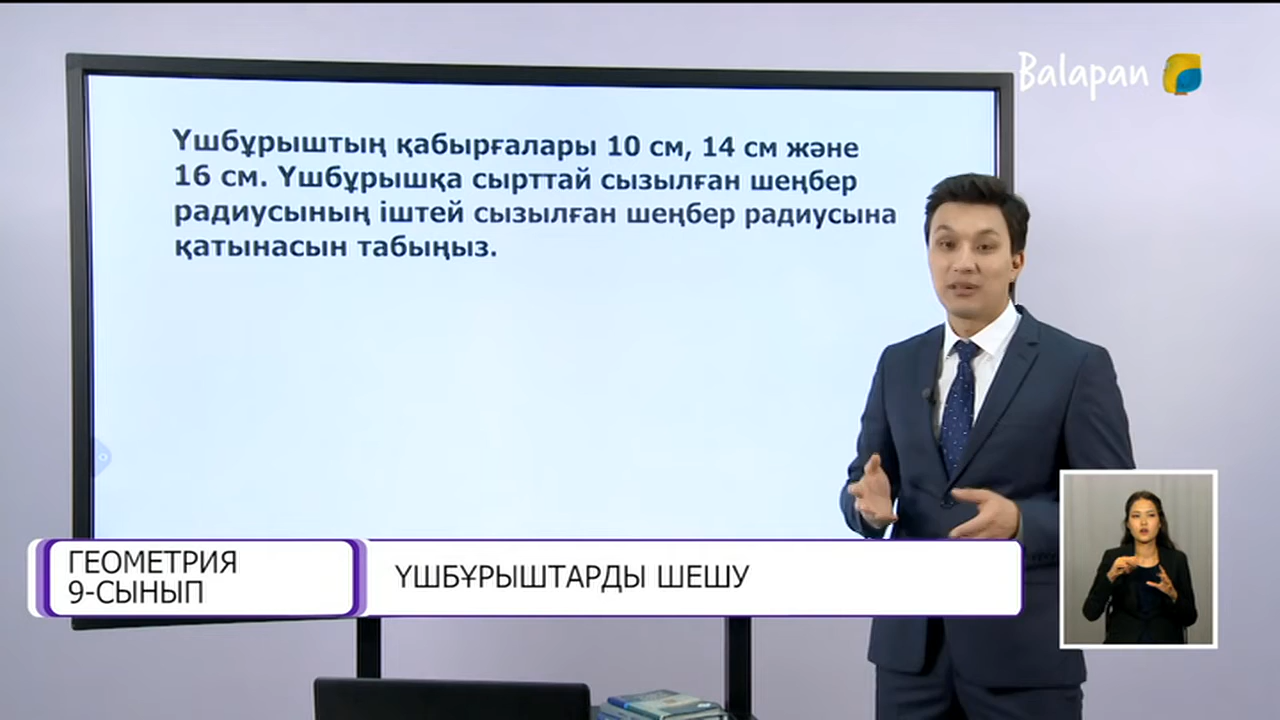 Balapan
Үшбұрыштың қабырғалары 10 см, 14 см және
16 см. Үшбұрышқа сырттай сызылған шеңбер
радиусының іштей сызылған шеңбер радиусына
қатынасын табыңыз.
ГЕОМЕТРИЯ
9-СЫНЫП
ҮШБҰРЫШТАРДЫ ШЕШУ